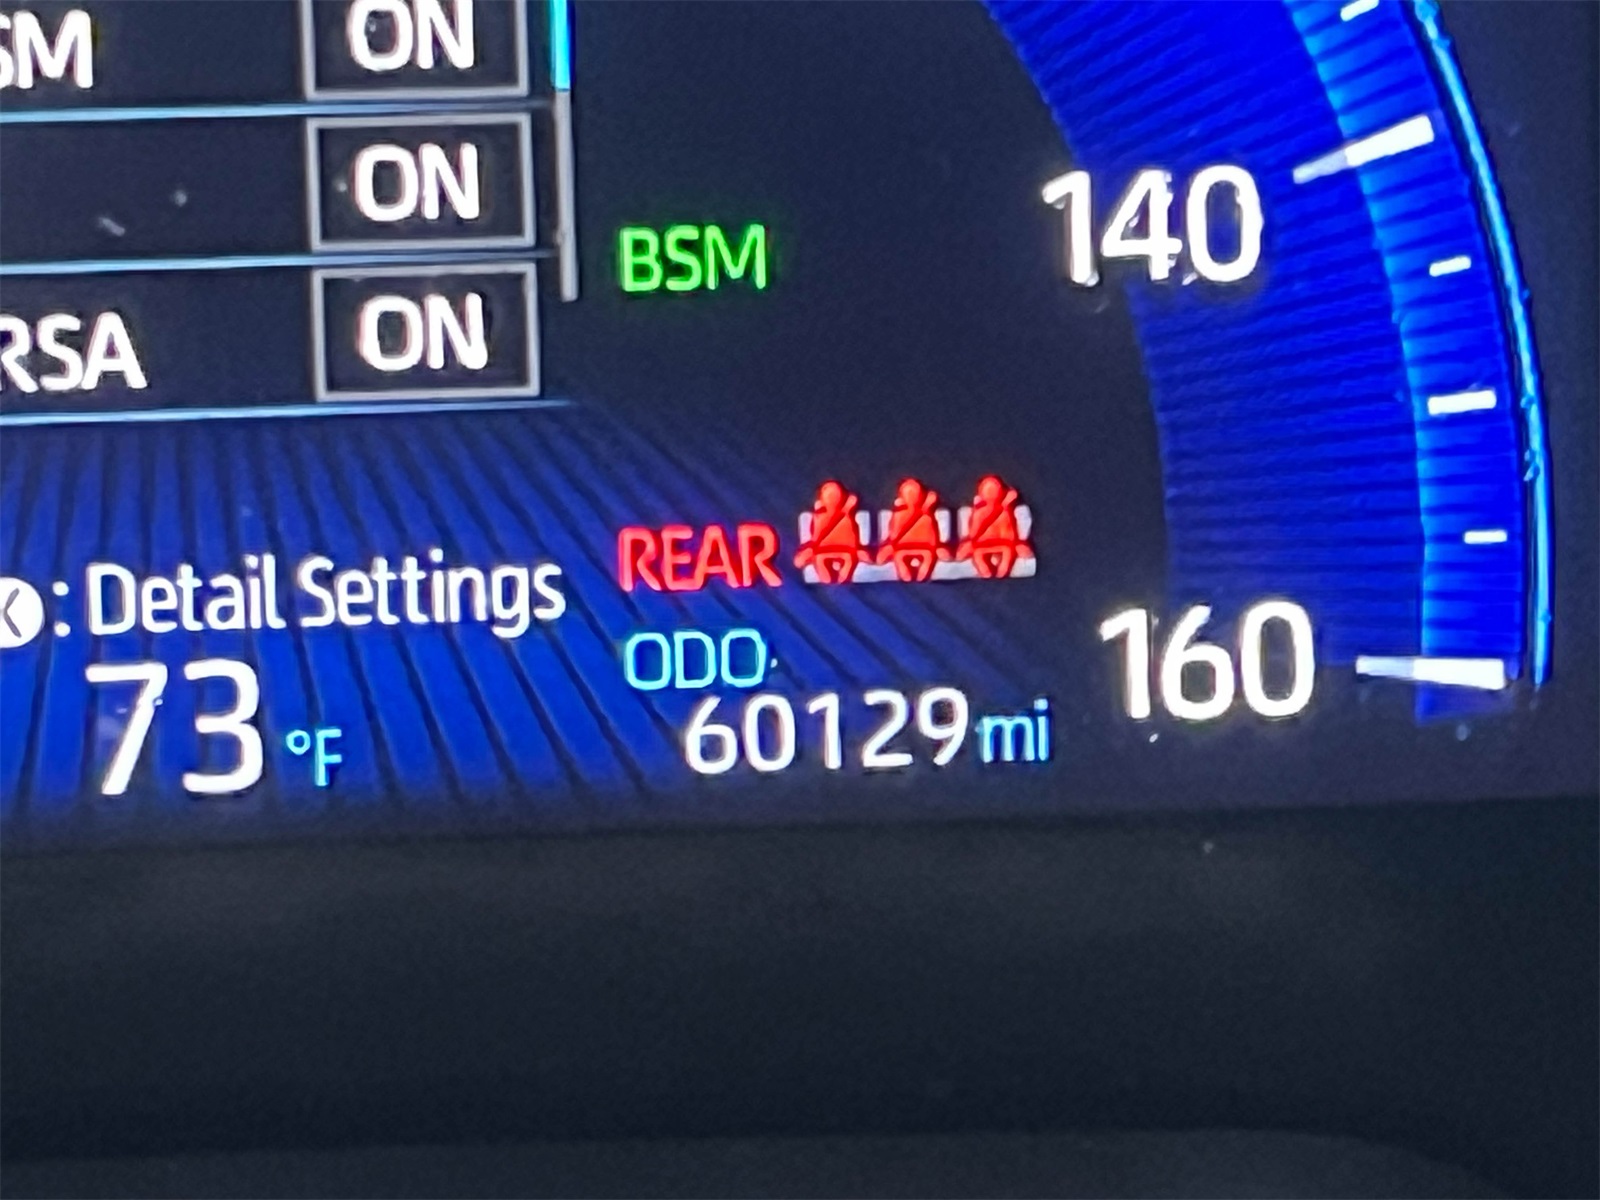 SM ON
ON
RSA ON
BSM
140
REAR
: Detail Settings
ODO
160
73 °F
60129 mi